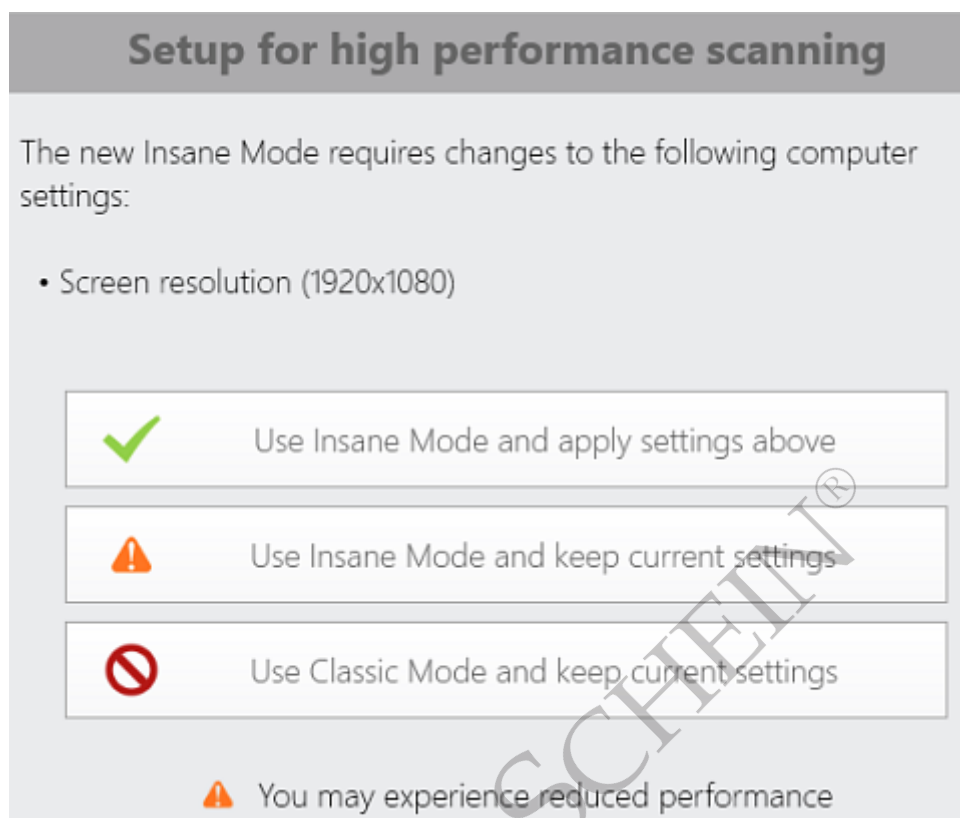 Setup for high performance scanning
The new Insane Mode requires changes to the following computer
settings:
• Screen resolution (1920x1080)
Use Insane Mode and apply settings above
Use Insane Mode and keep current settings
Use Classic Mode and keep current settings
You may experience reduced performance
SCHEIN®